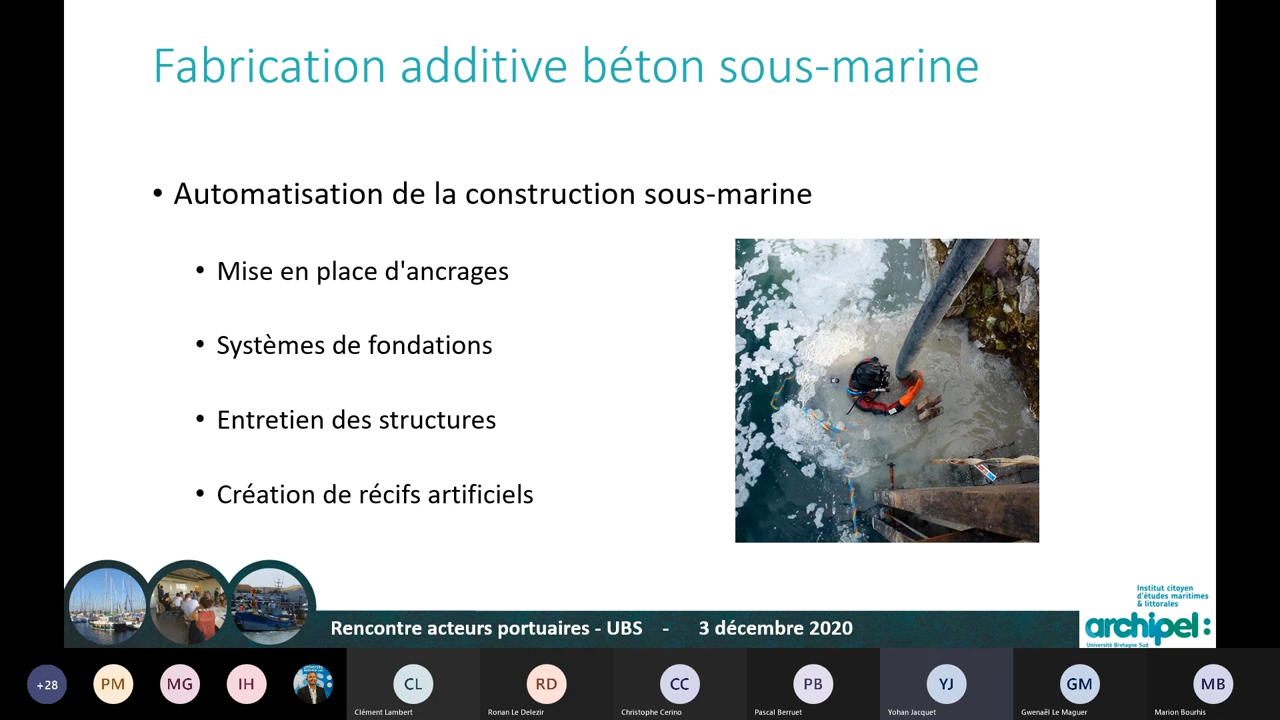 Fabrication additive béton sous-marine
• Automatisation de la construction sous-marine
• Mise en place d'ancrages
• Systèmes de fondations
• Entretien des structures
• Création de récifs artificiels
Institut citoyen
d'études maritimes
& littorales
archipel:
Université Bretagne Sud
Rencontre acteurs portuaires - UBS - 3 décembre 2020
+28
PM
MG
IH
CL
Clément Lambert
RD
Ronan Le Delezir
CC
Christophe Cerino
PB
Pascal Berruet
YJ
Yohan Jacquet
GM
Gwenaël Le Maguer
MB
Marion Bourhis